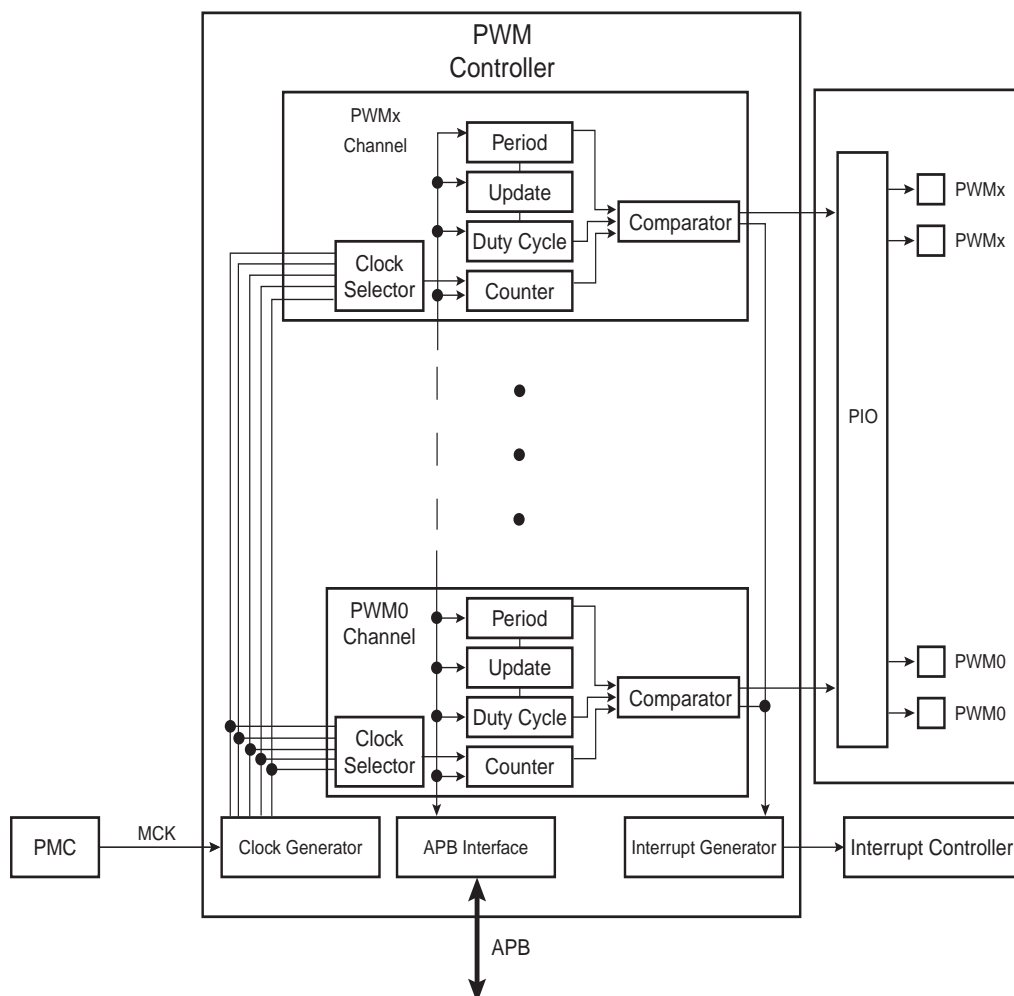 PWM
Controller
PWMx
Channel
Period
Update
Duty Cycle
Counter
Clock
Selector
Comparator
PIO
PWMx
PWMx
PWM0
Channel
Period
Update
Duty Cycle
Counter
Clock
Selector
Comparator
PWM0
PWM0
PMC
MCK
Clock Generator
APB Interface
Interrupt Generator
Interrupt Controller
APB